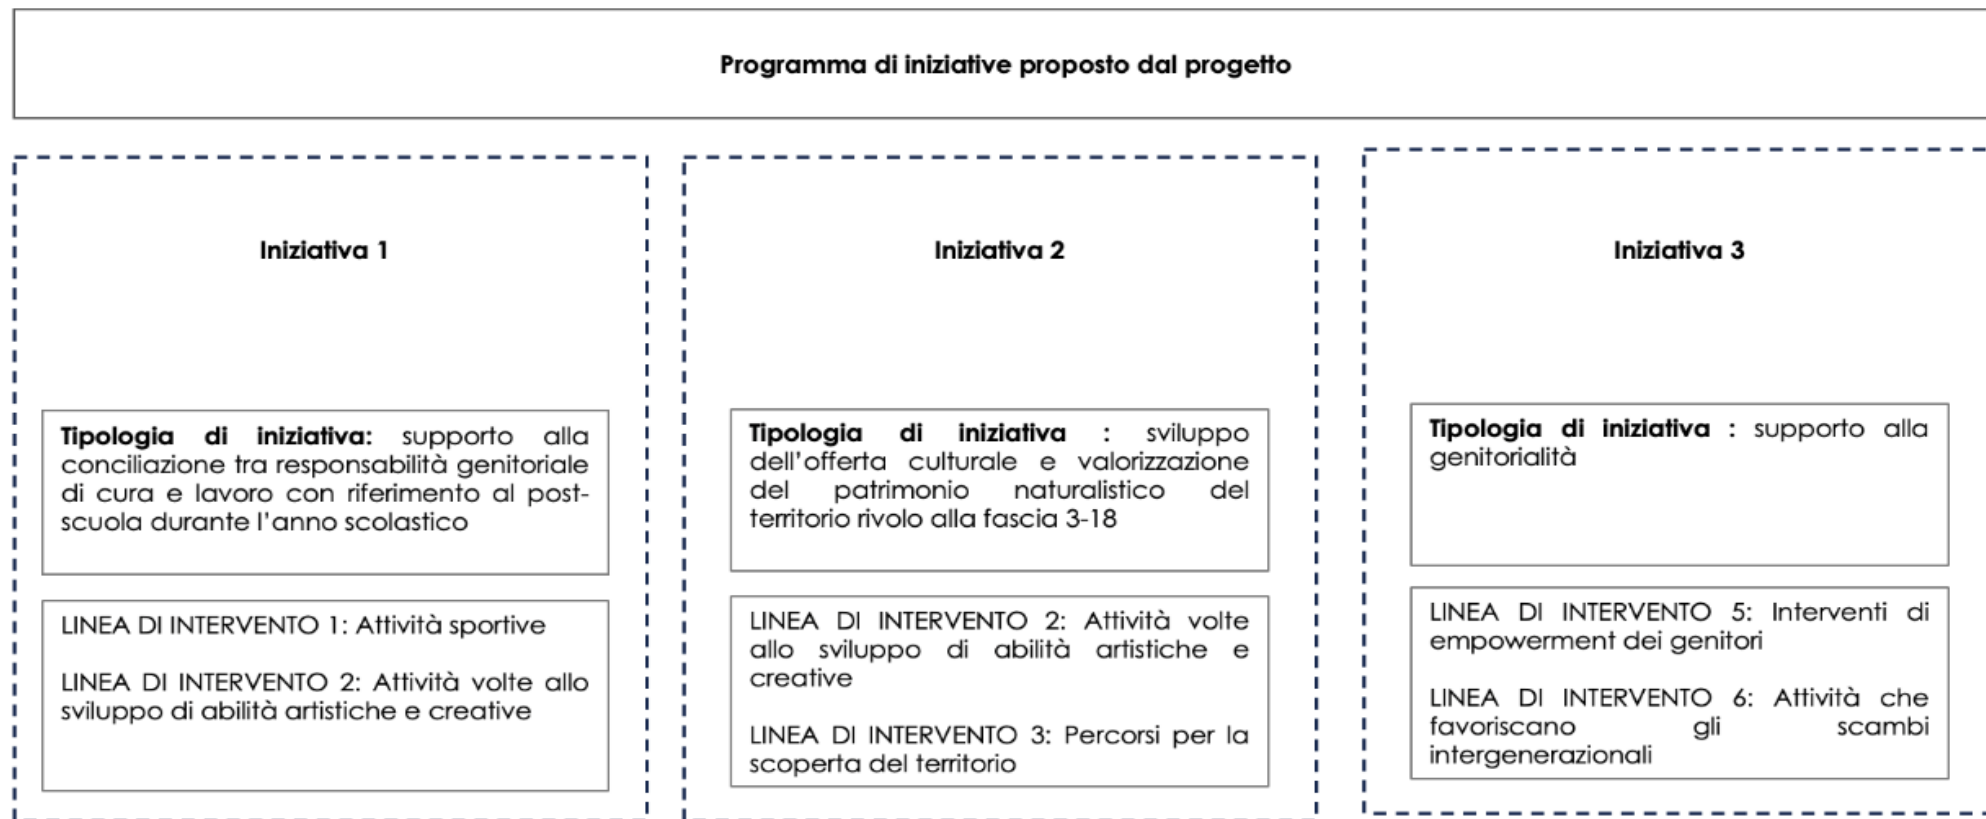 Programma di iniziative proposto dal progetto
Iniziativa 1
Tipologia di iniziativa: supporto alla
conciliazione tra responsabilità genitoriale
di cura e lavoro con riferimento al post-
scuola durante l'anno scolastico
LINEA DI INTERVENTO 1: Attività sportive
LINEA DI INTERVENTO 2: Attività volte allo
sviluppo di abilità artistiche e creative
Iniziativa 2
Tipologia di iniziativa : sviluppo
dell'offerta culturale e valorizzazione
del patrimonio naturalistico del
territorio rivolo alla fascia 3-18
LINEA DI INTERVENTO 2: Attività volte
allo sviluppo di abilità artistiche e
creative
LINEA DI INTERVENTO 3: Percorsi per la
scoperta del territorio
Iniziativa 3
Tipologia di iniziativa : supporto alla
genitorialità
LINEA DI INTERVENTO 5: Interventi di
empowerment dei genitori
LINEA DI INTERVENTO 6: Attività che
favoriscano gli scambi
intergenerazionali